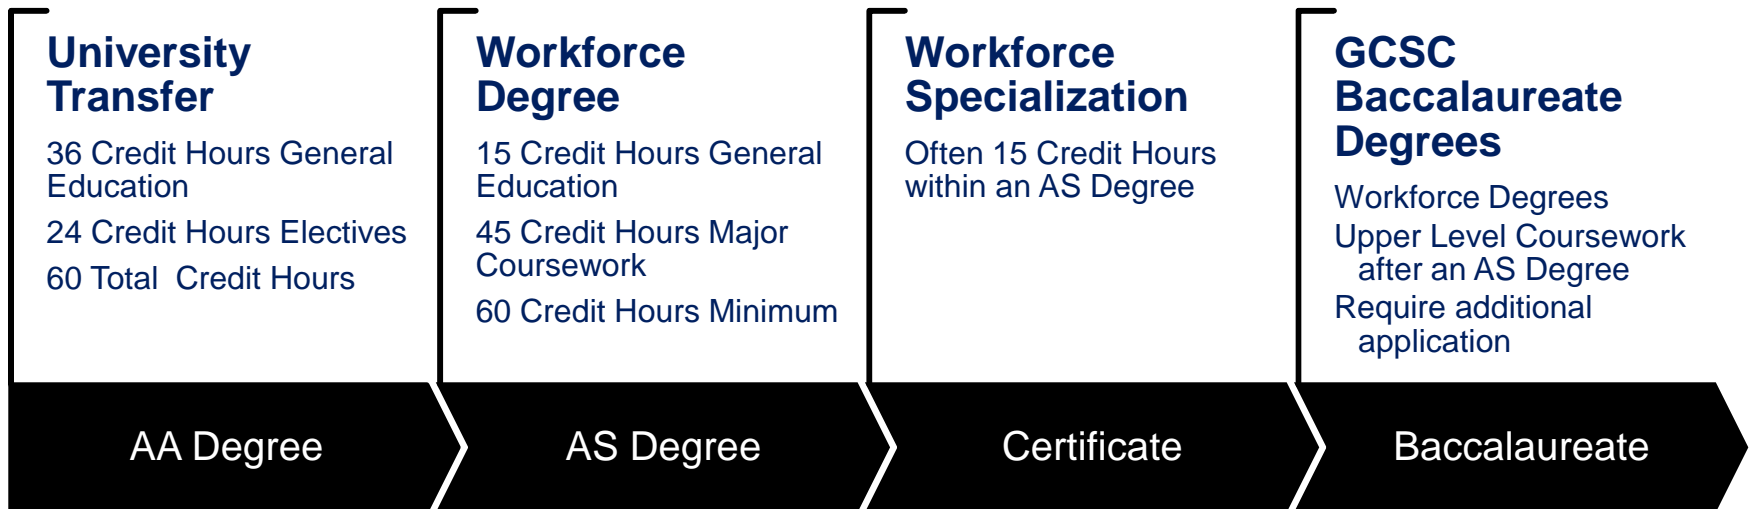 University
Transfer
36 Credit Hours General
Education
24 Credit Hours Electives
60 Total  Credit Hours
AA Degree
Workforce
Degree
15 Credit Hours General
Education
45 Credit Hours Major
Coursework
60 Credit Hours Minimum
AS Degree
Workforce
Specialization
Often 15 Credit Hours
within an AS Degree
Certificate
GCSC
Baccalaureate
Degrees
Workforce Degrees
Upper Level Coursework
after an AS Degree
Require additional
application
Baccalaureate